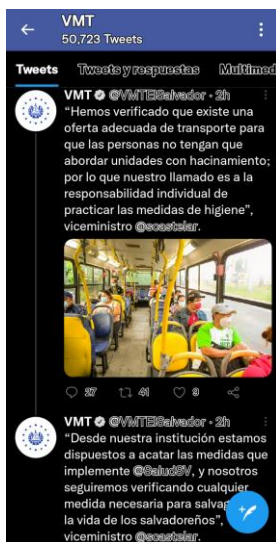 VMT
50,723 Tweets
Tweets Tweets y respuestas Multimed
VMT @VMTElSalvador · 2h
“Hemos verificado que existe una
oferta adecuada de transporte para
que las personas no tengan que
abordar unidades con hacinamiento;
por lo que nuestro llamado es a la
responsabilidad individual de
practicar las medidas de higiene”,
viceministro @scastelar.
27 41 9
VMT @VMTElSalvador · 2h
“Desde nuestra institución estamos
dispuestos a acatar las medidas que
implemente @SaludSV, y nosotros
seguiremos verificando cualquier
medida necesaria para salvag
la vida de los salvadoreños”,
viceministro @scastelar.